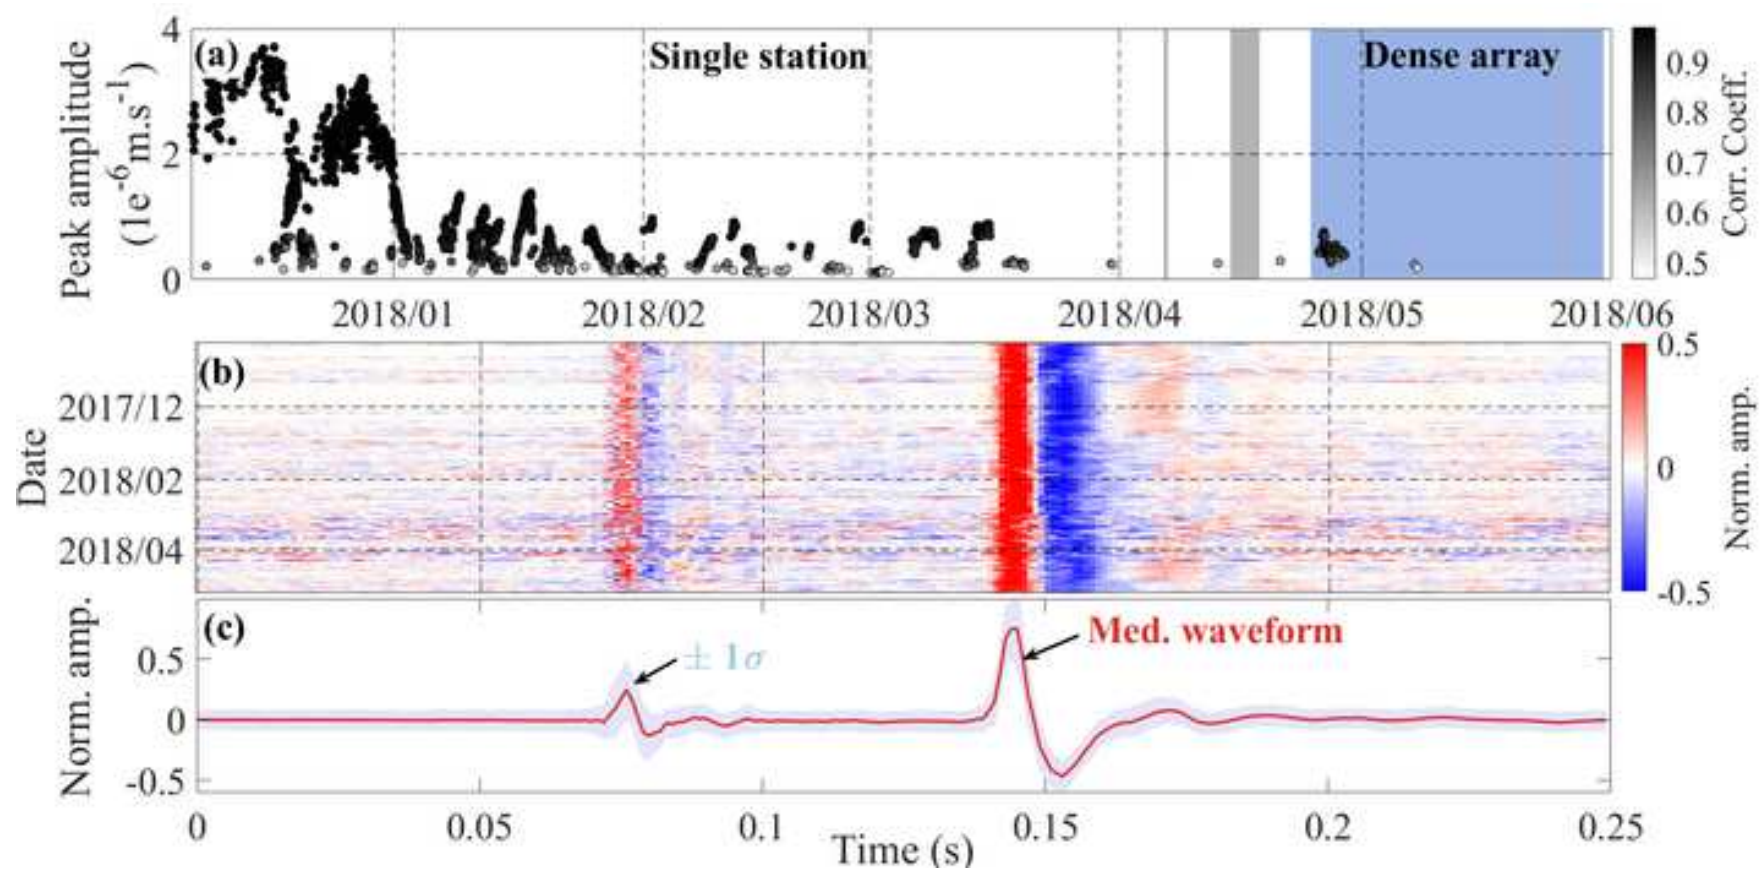 4
(a)
Single station
Dense array
Peak amplitude
(1e-6m.s-1)
2
0
0.9
0.8
0.7
0.6
0.5
Corr. Coeff.
2018/01
2018/02
2018/03
2018/04
2018/05
2018/06
(b)
2017/12
2018/02
2018/04
Date
0.5
0
-0.5
Norm. amp.
(c)
± 1σ
Med. waveform
0.5
0
-0.5
Norm. amp.
0
0.05
0.1
0.15
0.2
0.25
Time (s)